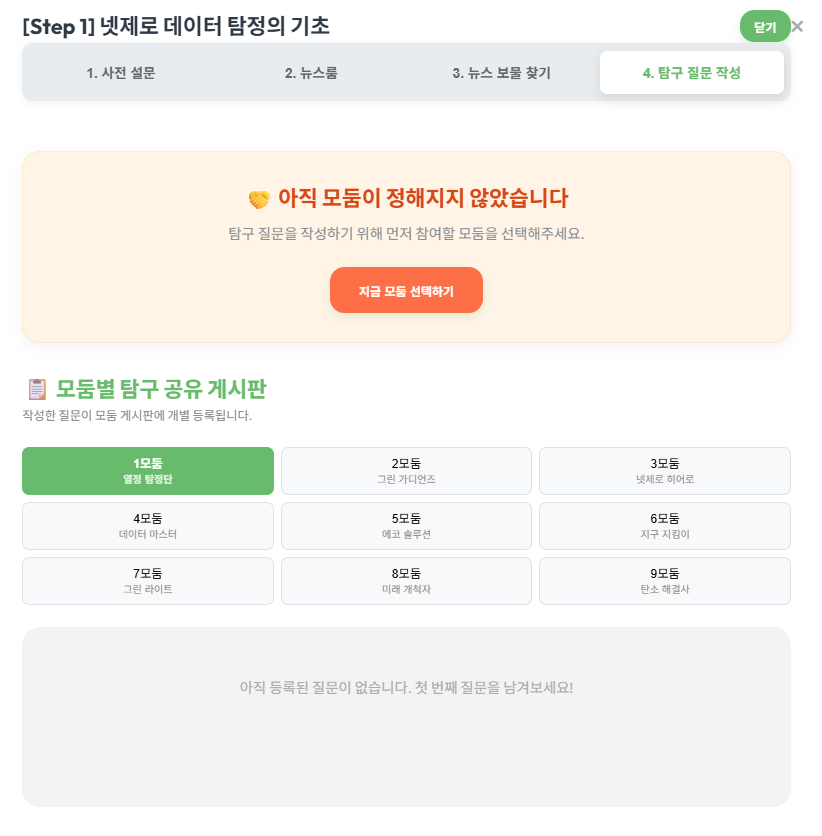 [Step 1] 넷제로 데이터 탐정의 기초
닫기
1. 사전 설문
2. 뉴스룸
3. 뉴스 보물 찾기
4. 탐구 질문 작성
아직 모둠이 정해지지 않았습니다
탐구 질문을 작성하기 위해 먼저 참여할 모둠을 선택해주세요.
지금 모둠 선택하기
모둠별 탐구 공유 게시판
작성한 질문이 모둠 게시판에 개별 등록됩니다.
1모둠
열정 탐정단
2모둠
그린 가디언즈
3모둠
넷제로 히어로
4모둠
데이터 마스터
5모둠
에코 솔루션
6모둠
지구 지킴이
7모둠
그린 라이트
8모둠
미래 개척자
9모둠
탄소 해결사
아직 등록된 질문이 없습니다. 첫 번째 질문을 남겨보세요!